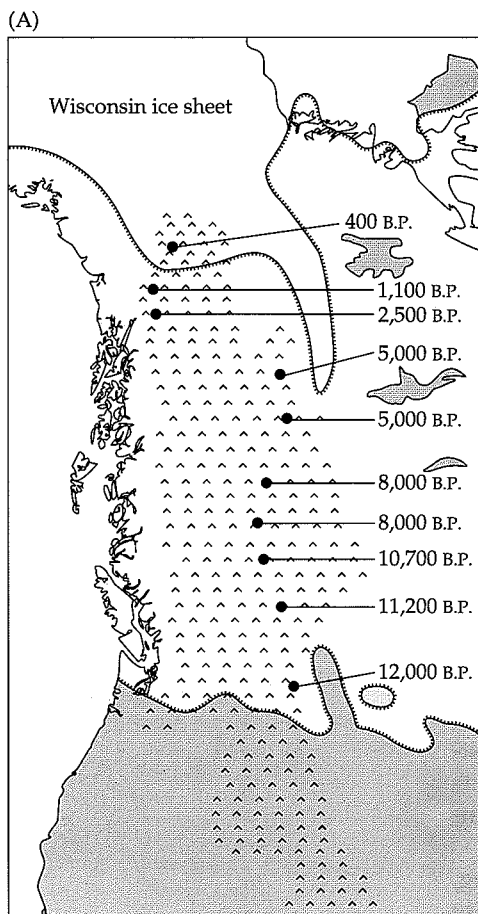 (A)
Wisconsin ice sheet
400 B.P.
1,100 B.P.
2,500 B.P.
5,000 B.P.
5,000 B.P.
8,000 B.P.
8,000 B.P.
10,700 B.P.
11,200 B.P.
12,000 B.P.